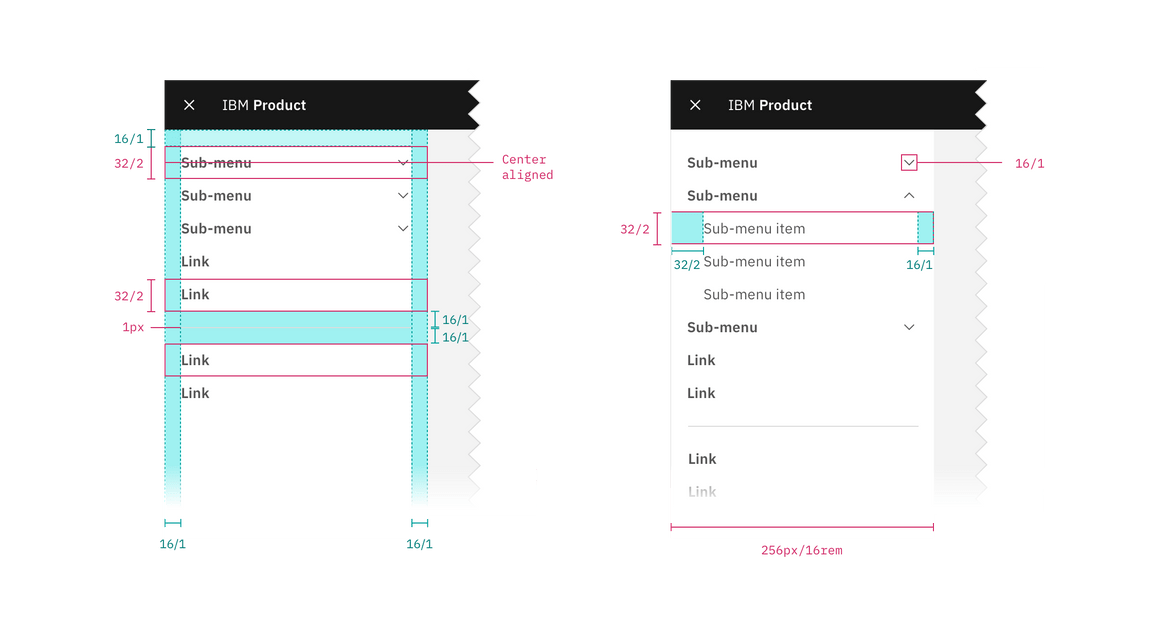 IBM Product
16/1
32/2
Sub-menu
Center
aligned
Sub-menu
Sub-menu
Link
32/2
Link
1px
16/1
16/1
Link
Link
16/1
16/1
IBM Product
Sub-menu
16/1
Sub-menu
32/2
Sub-menu item
32/2
Sub-menu item
16/1
Sub-menu item
Sub-menu
Link
Link
Link
Link
256px/16rem